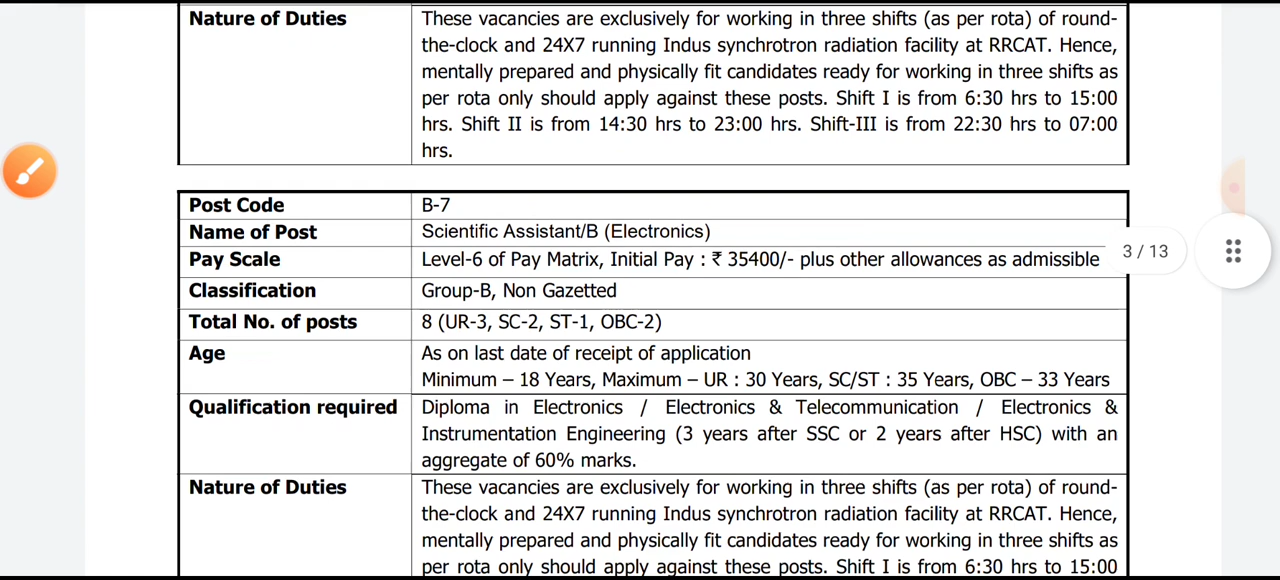 Nature of Duties
These vacancies are exclusively for working in three shifts (as per rota) of round-
the-clock and 24X7 running Indus synchrotron radiation facility at RRCAT. Hence,
mentally prepared and physically fit candidates ready for working in three shifts as
per rota only should apply against these posts. Shift I is from 6:30 hrs to 15:00
hrs. Shift II is from 14:30 hrs to 23:00 hrs. Shift-III is from 22:30 hrs to 07:00
hrs.
Post Code B-7
Name of Post Scientific Assistant/B (Electronics)
Pay Scale Level-6 of Pay Matrix, Initial Pay : ₹ 35400/- plus other allowances as admissible
3 / 13
Classification Group-B, Non Gazetted
Total No. of posts 8 (UR-3, SC-2, ST-1, OBC-2)
Age As on last date of receipt of application
Minimum – 18 Years, Maximum – UR : 30 Years, SC/ST : 35 Years, OBC – 33 Years
Qualification required Diploma in Electronics / Electronics & Telecommunication / Electronics &
Instrumentation Engineering (3 years after SSC or 2 years after HSC) with an
aggregate of 60% marks.
Nature of Duties These vacancies are exclusively for working in three shifts (as per rota) of round-
the-clock and 24X7 running Indus synchrotron radiation facility at RRCAT. Hence,
mentally prepared and physically fit candidates ready for working in three shifts as
per rota only should apply against these posts. Shift I is from 6:30 hrs to 15:00